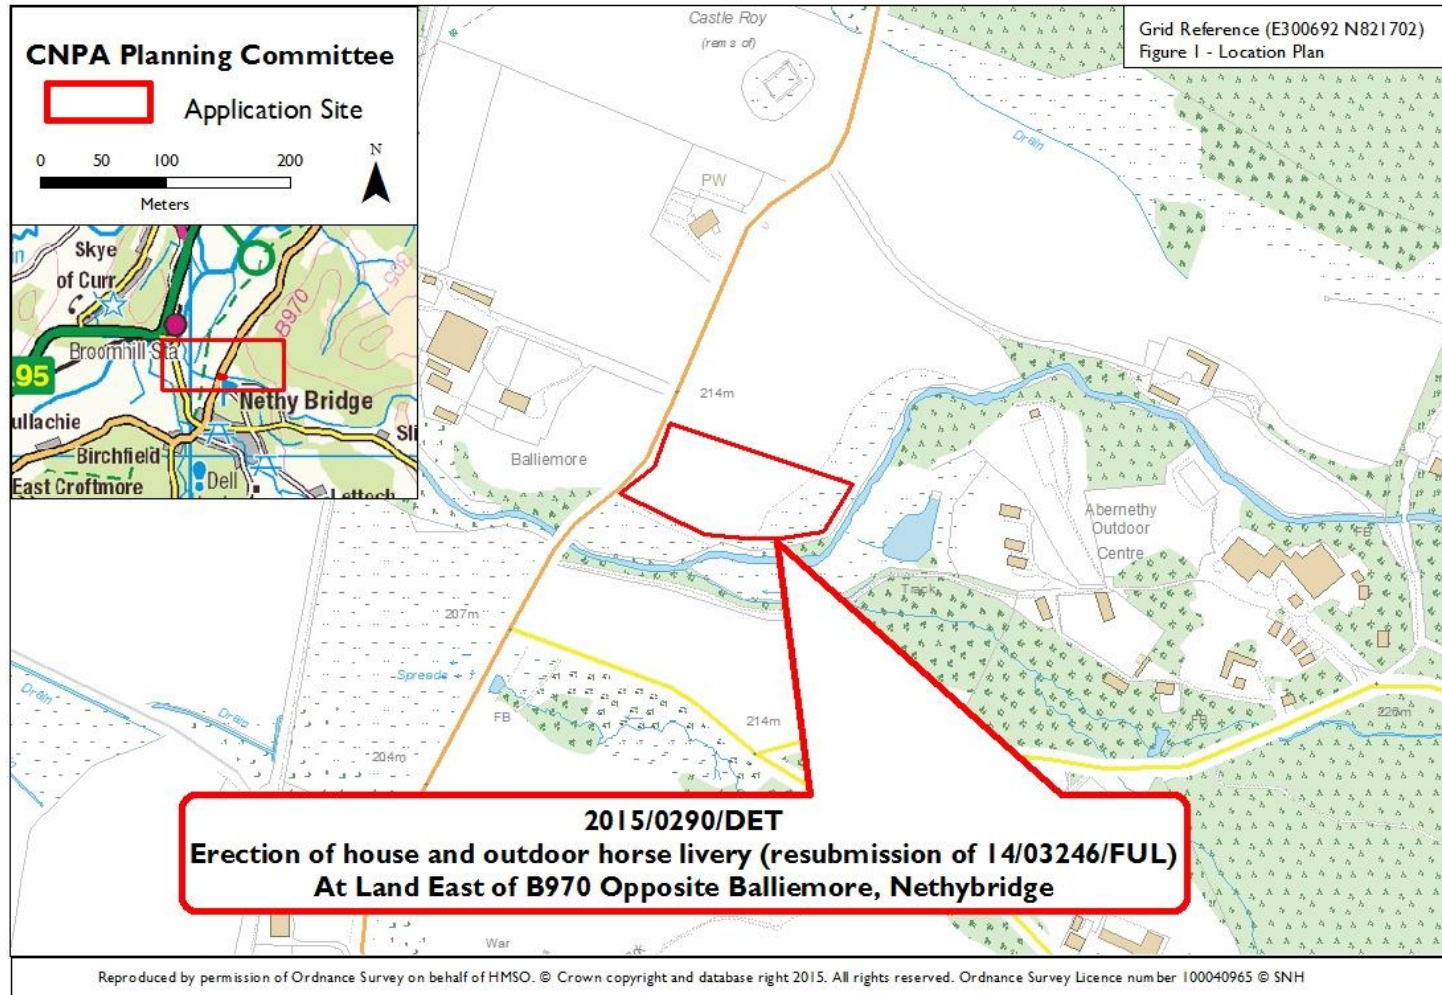 CNPA Planning Committee
Application Site
0 50 100 200
Meters
N
Grid Reference (E300692 N821702)
Figure 1 - Location Plan
Castle Roy
(rem s of)
Drain
PW
Skye
of Curr
B970
305
Broomhill Sta
95
Nethy Bridge
ullachie
Birchfield
Sli
East Croftmore
Dell
Lettoch
214m
Balliemore
Abernethy
Outdoor
Centre
FB
Track
207m
Spreads
FB
214m
FB
226m
Drain
Drain
204m
2015/0290/DET
Erection of house and outdoor horse livery (resubmission of 14/03246/FUL)
At Land East of B970 Opposite Balliemore, Nethybridge
War
Reproduced by permission of Ordnance Survey on behalf of HMSO. © Crown copyright and database right 2015. All rights reserved. Ordnance Survey Licence number 100040965 © SNH